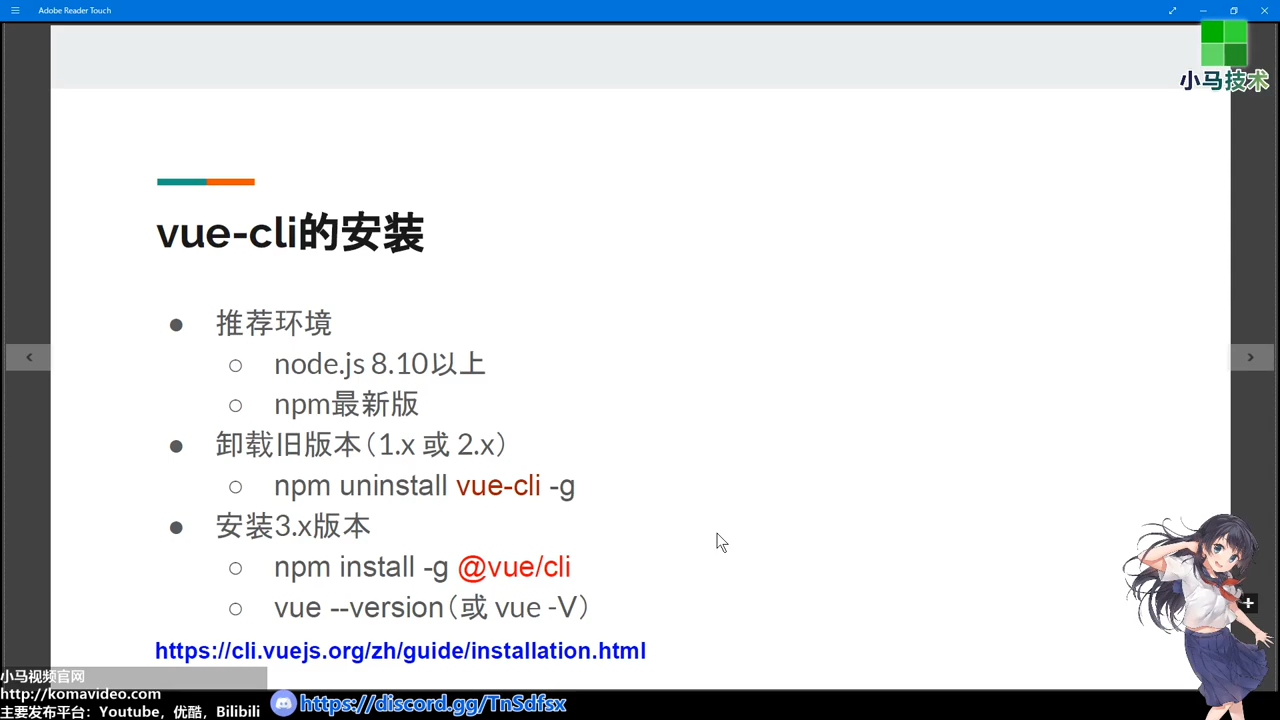 Adobe Reader Touch
小马技术
vue-cli的安装
● 推荐环境
○ node.js 8.10以上
○ npm最新版
● 卸载旧版本（1.x 或 2.x）
○ npm uninstall vue-cli -g
● 安装3.x版本
○ npm install -g @vue/cli
○ vue --version（或 vue -V）
https://cli.vuejs.org/zh/guide/installation.html
小马视频官网
http://komavideo.com
主要发布平台：Youtube，优酷，Bilibili
https://discord.gg/TnSdfsx